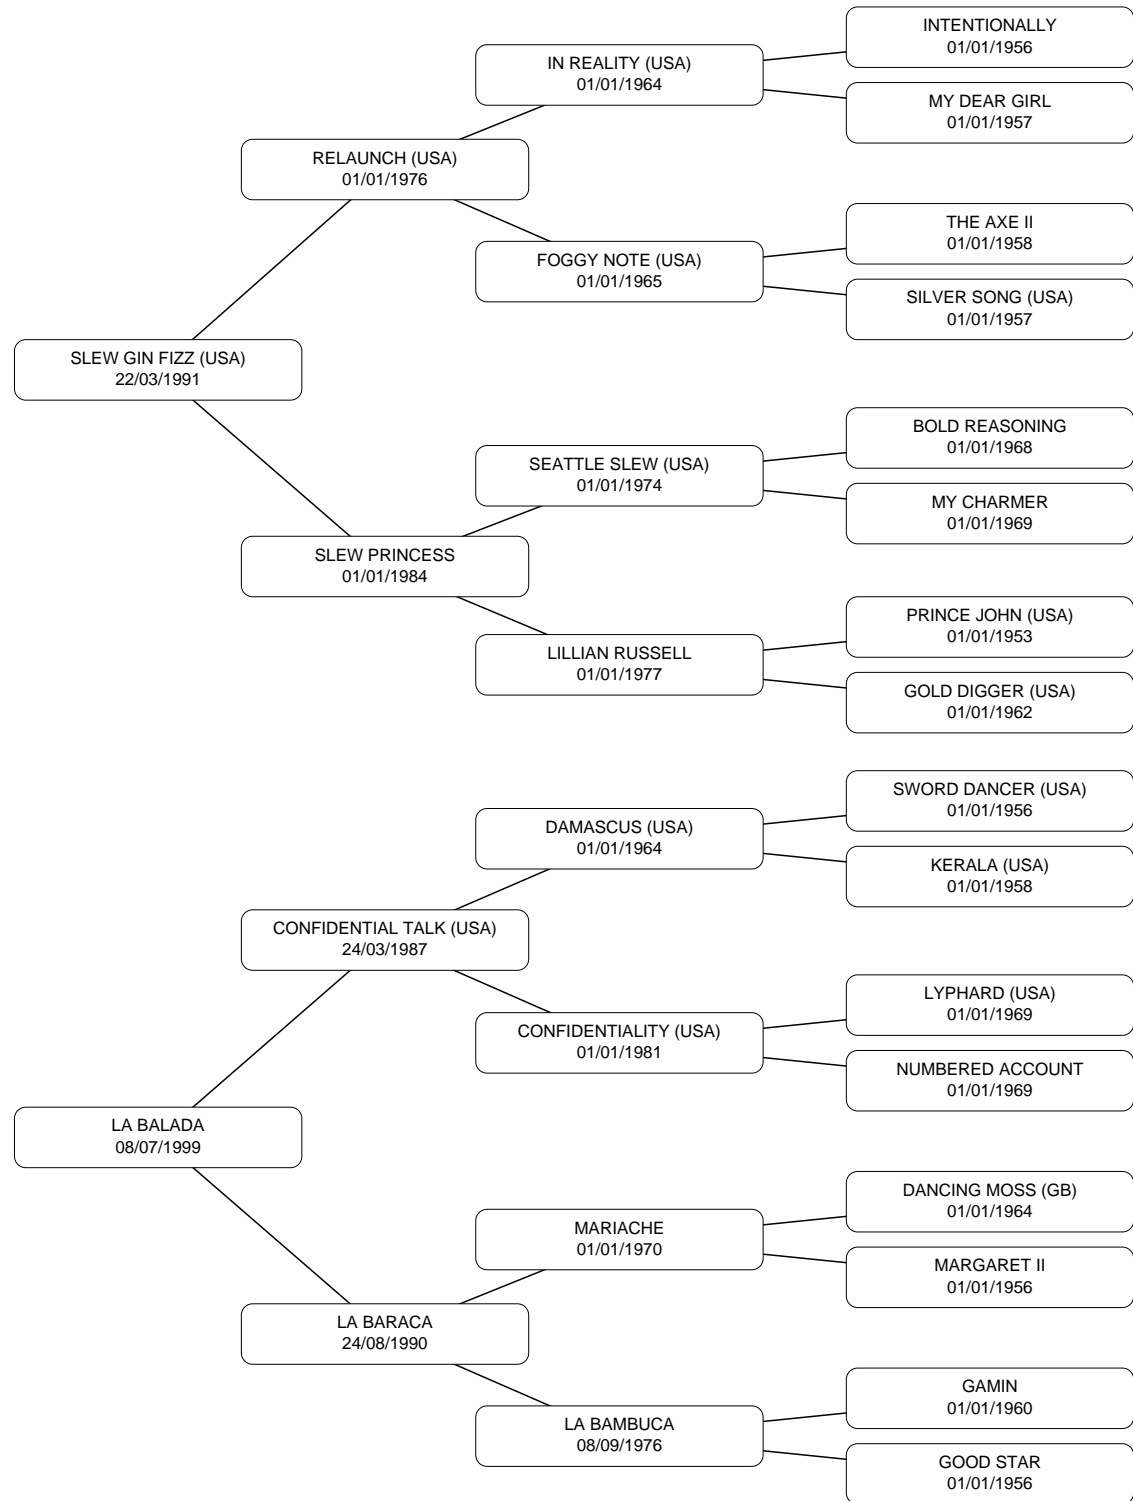 INTENTIONALLY
01/01/1956
IN REALITY (USA)
01/01/1964
MY DEAR GIRL
01/01/1957
RELAUNCH (USA)
01/01/1976
THE AXE II
01/01/1958
FOGGY NOTE (USA)
01/01/1965
SILVER SONG (USA)
01/01/1957
SLEW GIN FIZZ (USA)
22/03/1991
BOLD REASONING
01/01/1968
SEATTLE SLEW (USA)
01/01/1974
MY CHARMER
01/01/1969
SLEW PRINCESS
01/01/1984
PRINCE JOHN (USA)
01/01/1953
LILLIAN RUSSELL
01/01/1977
GOLD DIGGER (USA)
01/01/1962
SWORD DANCER (USA)
01/01/1956
DAMASCUS (USA)
01/01/1964
KERALA (USA)
01/01/1958
CONFIDENTIAL TALK (USA)
24/03/1987
LYPHARD (USA)
01/01/1969
CONFIDENTIALITY (USA)
01/01/1981
NUMBERED ACCOUNT
01/01/1969
LA BALADA
08/07/1999
DANCING MOSS (GB)
01/01/1964
MARIACHE
01/01/1970
MARGARET II
01/01/1956
LA BARACA
24/08/1990
GAMIN
01/01/1960
LA BAMBUCA
08/09/1976
GOOD STAR
01/01/1956